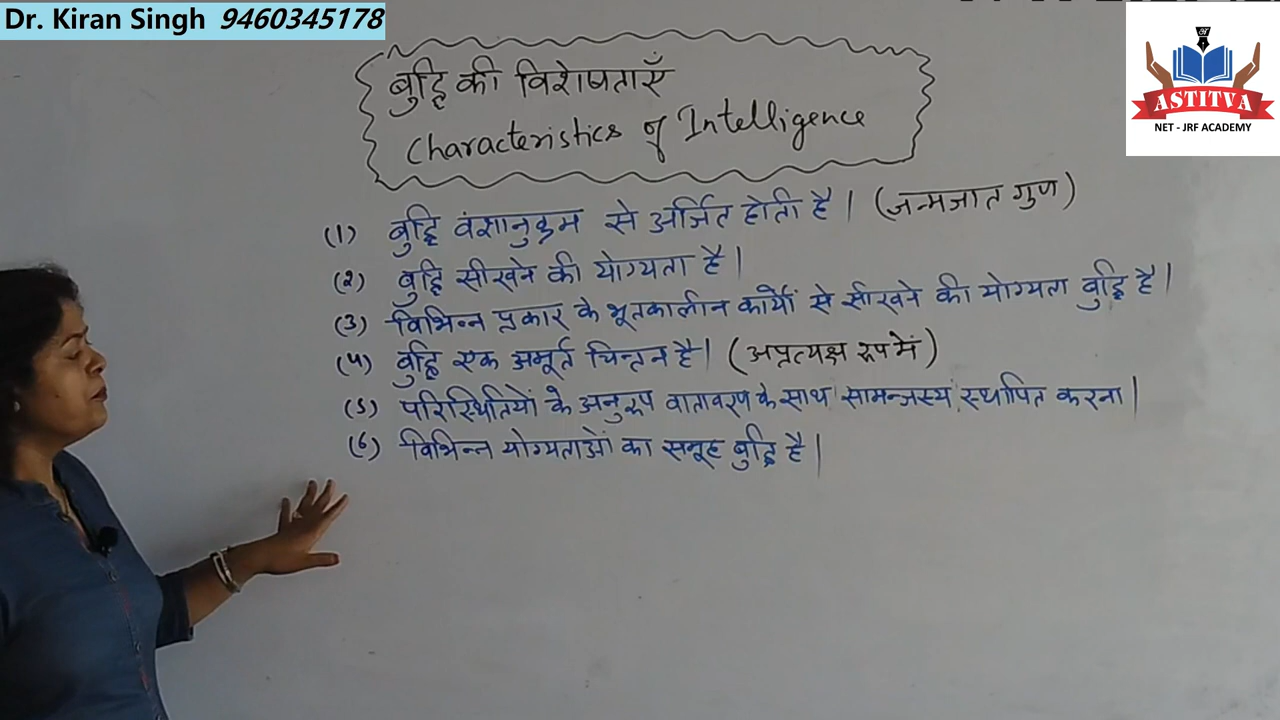 Dr. Kiran Singh 9460345178
ASTITVA
NET - JRF ACADEMY
बुद्धि की विशेषताएँ
Characteristics of Intelligence
(1) बुद्धि वंशानुक्रम से अर्जित होती है। (जन्मजात गुण)
(2) बुद्धि सीखने की योग्यता है।
(3) विभिन्न प्रकार के भूतकालीन कार्यों से सीखने की योग्यता बुद्धि है।
(4) बुद्धि एक अमूर्त चिन्तन है। (अप्रत्यक्ष रूप में)
(5) परिस्थितियों के अनुरूप वातावरण के साथ सामन्जस्य स्थापित करना।
(6) विभिन्न योग्यताओं का समूह बुद्धि है।